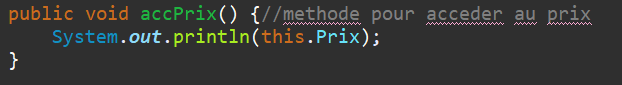 public void accPrix() {//methode pour acceder au prix
    System.out.println(this.Prix);
}